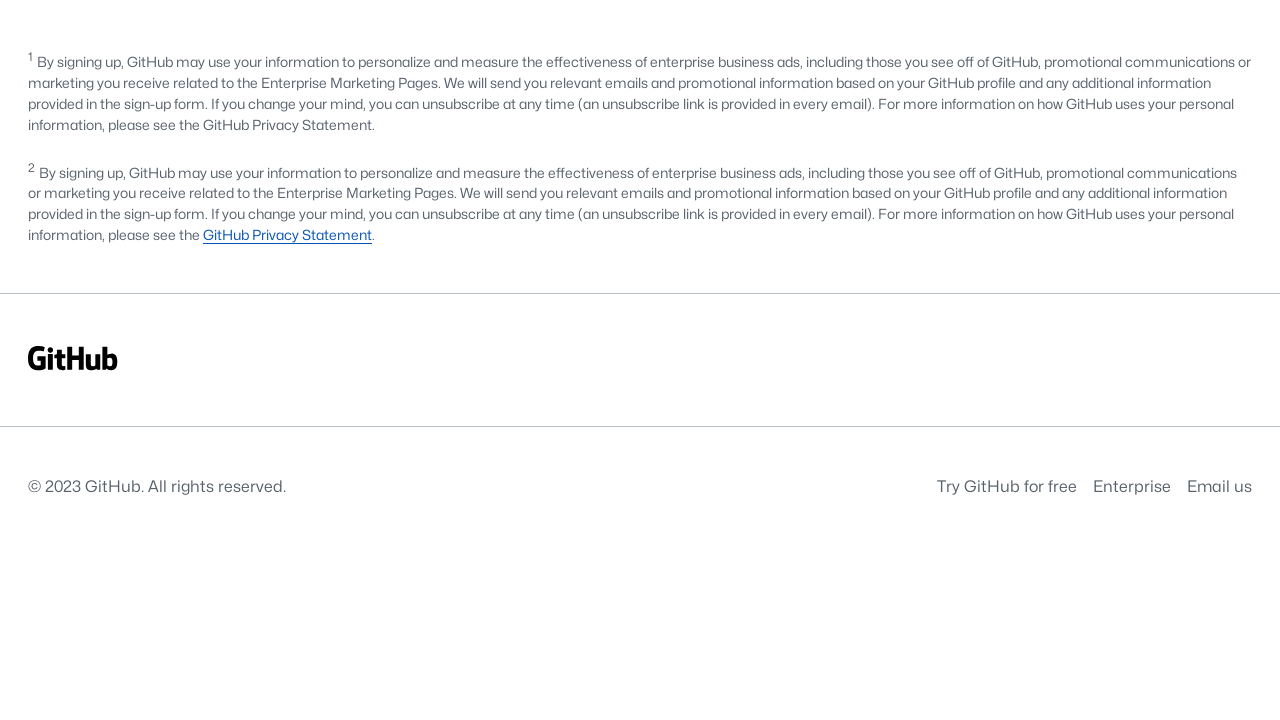 1 By signing up, GitHub may use your information to personalize and measure the effectiveness of enterprise business ads, including those you see off of GitHub, promotional communications or
marketing you receive related to the Enterprise Marketing Pages. We will send you relevant emails and promotional information based on your GitHub profile and any additional information
provided in the sign-up form. If you change your mind, you can unsubscribe at any time (an unsubscribe link is provided in every email). For more information on how GitHub uses your personal
information, please see the GitHub Privacy Statement.
2 By signing up, GitHub may use your information to personalize and measure the effectiveness of enterprise business ads, including those you see off of GitHub, promotional communications
or marketing you receive related to the Enterprise Marketing Pages. We will send you relevant emails and promotional information based on your GitHub profile and any additional information
provided in the sign-up form. If you change your mind, you can unsubscribe at any time (an unsubscribe link is provided in every email). For more information on how GitHub uses your personal
information, please see the GitHub Privacy Statement.
GitHub
© 2023 GitHub. All rights reserved. Try GitHub for free Enterprise Email us